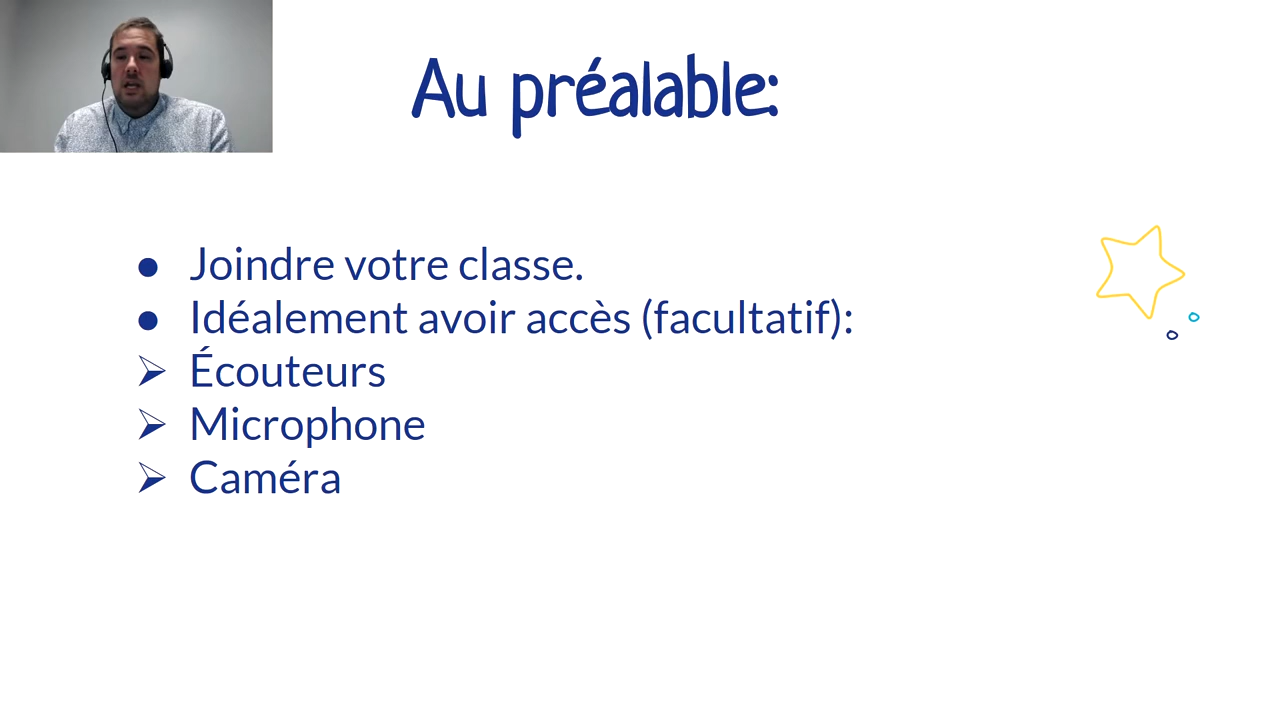 Au préalable:
● Joindre votre classe.
● Idéalement avoir accès (facultatif):
➢ Écouteurs
➢ Microphone
➢ Caméra